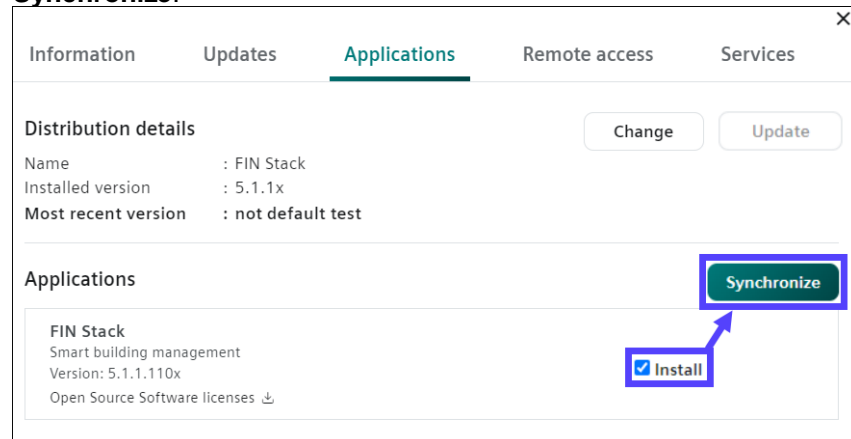 Synchronize.
Information Updates Applications Remote access Services
Distribution details Change Update
Name : FIN Stack
Installed version : 5.1.1x
Most recent version : not default test
Applications Synchronize
FIN Stack
Smart building management
Version: 5.1.1.110x
Install
Open Source Software licenses